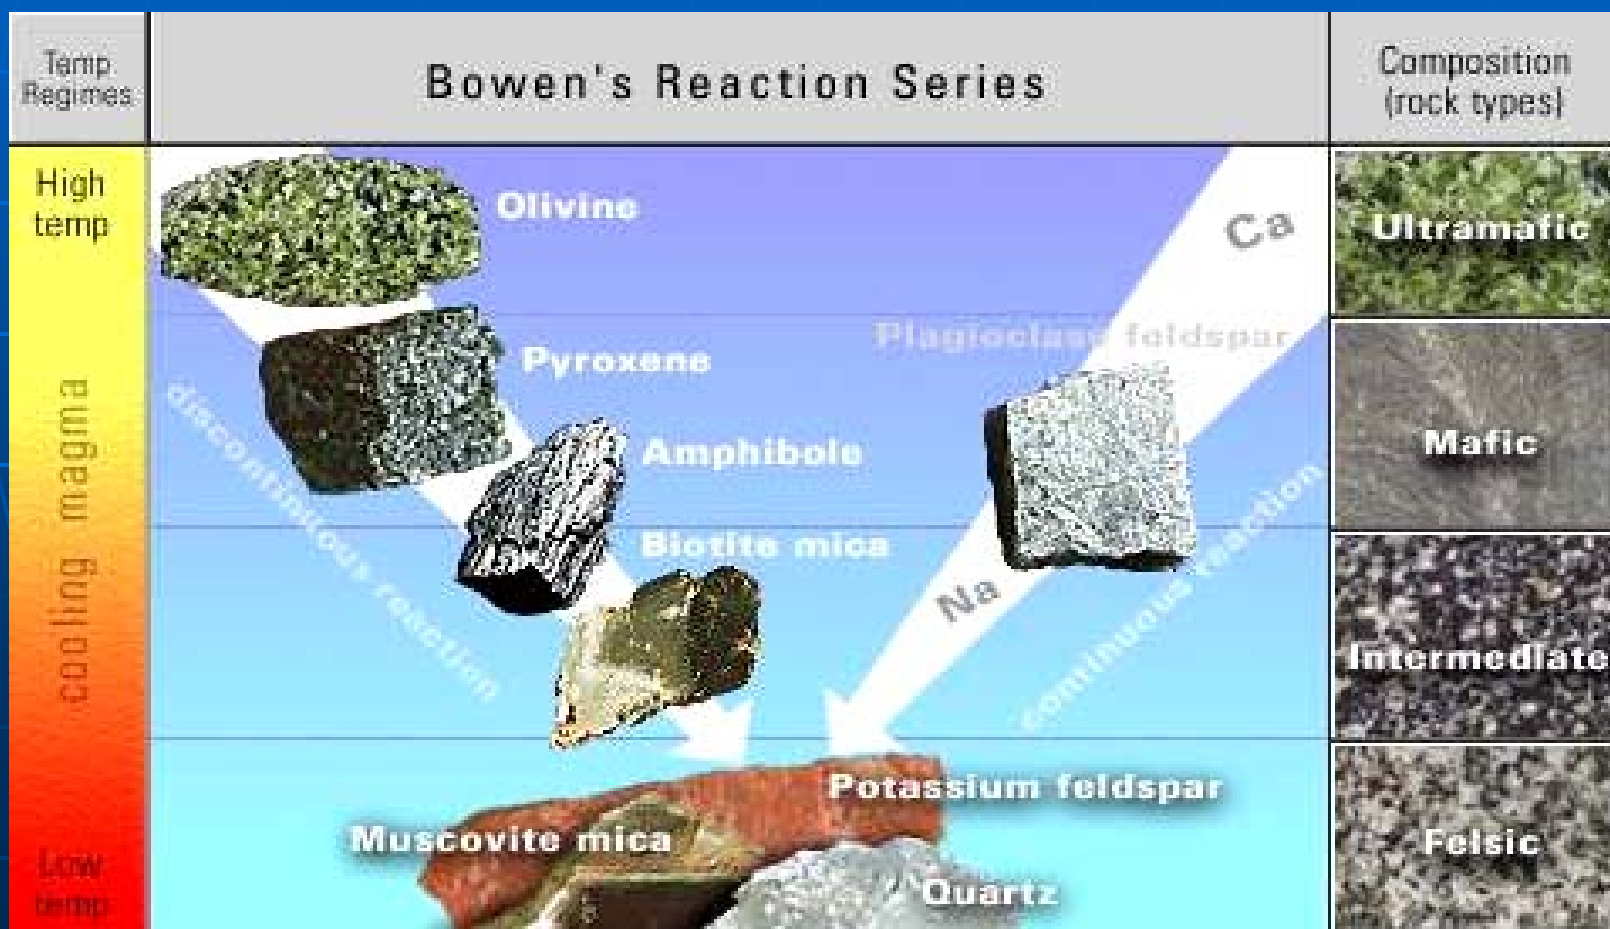 Temp
Regimes
Bowen's Reaction Series
Composition
(rock types)
High
temp
Olivine
Ca
Ultramafic
Plagioclase feldspar
Pyroxene
discontinuous reaction
Amphibole
cooling magma
Mafic
Biotite mica
Na
continuous reaction
Intermediate
Potassium feldspar
Muscovite mica
Felsic
Low
temp
Quartz